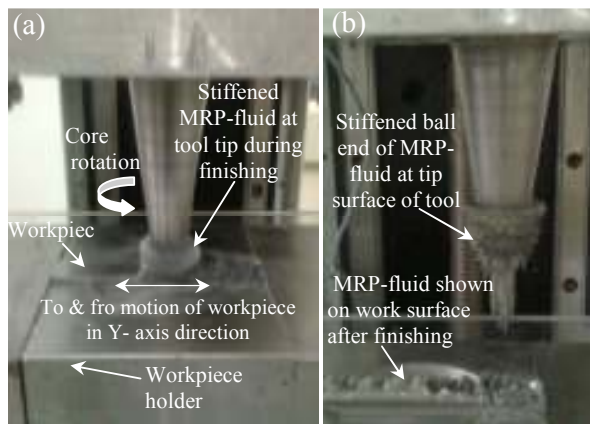 (a)
Stiffened
MRP-fluid at
tool tip during
finishing
Core
rotation
Workpiec
To & fro motion of workpiece
in Y- axis direction
Workpiece
holder
(b)
Stiffened ball
end of MRP-
fluid at tip
surface of tool
MRP-fluid shown
on work surface
after finishing